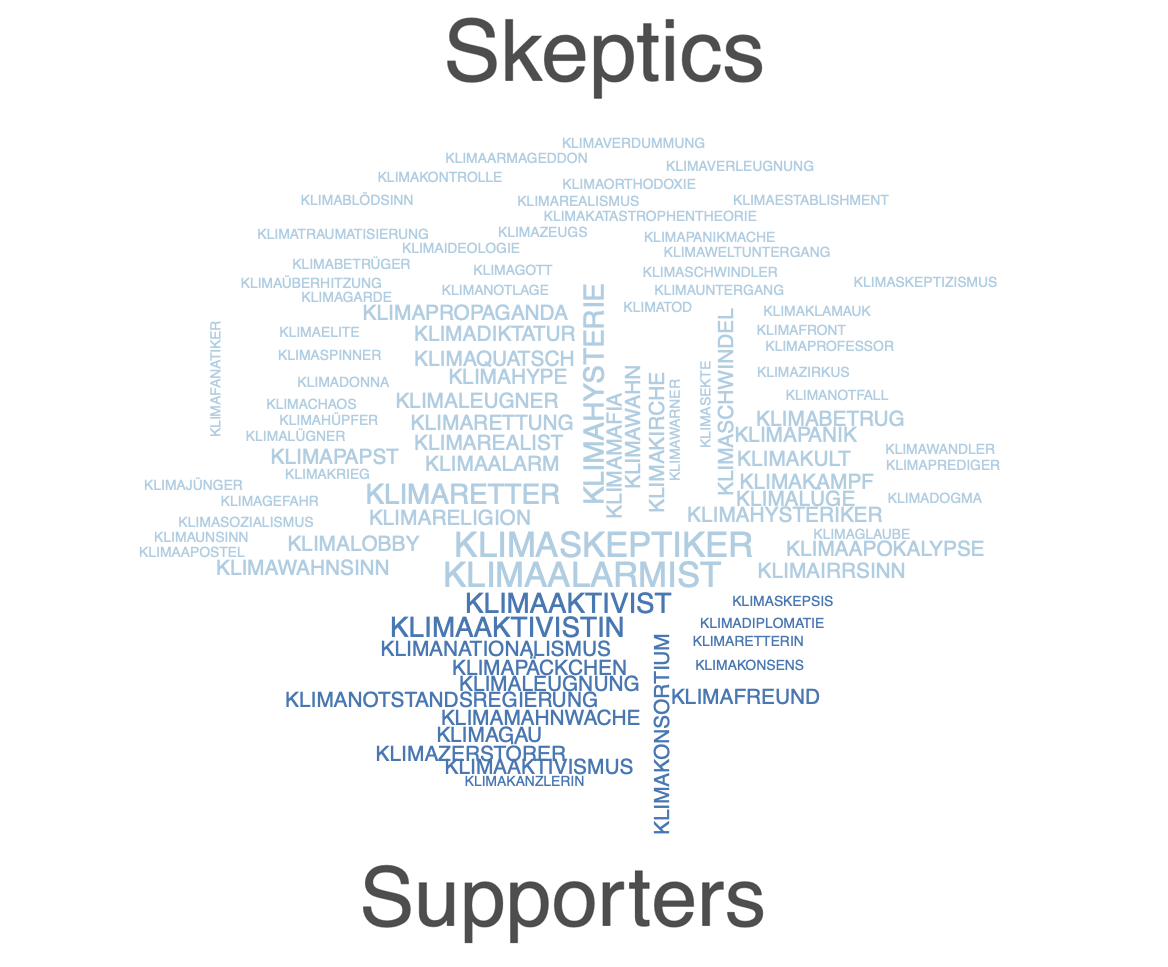 Skeptics
KLIMAVERDUMMUNG
KLIMAARMAGEDDON
KLIMAVERLEUGNUNG
KLIMAKONTROLLE
KLIMAORTHODOXIE
KLIMABLÖDSINN
KLIMAREALISMUS
KLIMAESTABLISHMENT
KLIMAKATASTROPHENTHEORIE
KLIMATRAUMATISIERUNG
KLIMAZEUGS
KLIMAPANIKMACHE
KLIMAIDEOLOGIE
KLIMAWELTUNTERGANG
KLIMABETRÜGER
KLIMAGOTT
KLIMASCHWINDLER
KLIMAÜBERHITZUNG
KLIMANOTLAGE
KLIMAUNTERGANG
KLIMASKEPTIZISMUS
KLIMAGARDE
KLIMATOD
KLIMAPROPAGANDA
KLIMAHYSTERIE
KLIMASCHWINDEL
KLIMAKLAMAUK
KLIMAFANATIKER
KLIMAELITE
KLIMADIKTATUR
KLIMAFRONT
KLIMAPROFESSOR
KLIMASPINNER
KLIMAQUATSCH
KLIMAZIRKUS
KLIMADONNA
KLIMAHYPE
KLIMAMAFIA
KLIMAWAHN
KLIMAKIRCHE
KLIMAWARNER
KLIMASEKTE
KLIMANOTFALL
KLIMACHAOS
KLIMALEUGNER
KLIMAHÜPFER
KLIMARETTUNG
KLIMABETRUG
KLIMALÜGNER
KLIMAREALIST
KLIMAPANIK
KLIMAPAPST
KLIMAALARM
KLIMAKULT
KLIMAWANDLER
KLIMAPREDIGER
KLIMAKRIEG
KLIMAKAMPF
KLIMAJÜNGER
KLIMARETTER
KLIMALÜGE
KLIMADOGMA
KLIMAGEFAHR
KLIMARELIGION
KLIMAHYSTERIKER
KLIMASOZIALISMUS
KLIMAUNSINN
KLIMALOBBY
KLIMASKEPTIKER
KLIMAGLAUBE
KLIMAAPOKALYPSE
KLIMAAPOSTEL
KLIMAWAHNSINN
KLIMAALARMIST
KLIMAIRRSINN
KLIMAAKTIVIST
KLIMASKEPSIS
KLIMAAKTIVISTIN
KLIMADIPLOMATIE
KLIMARETTERIN
KLIMANATIONALISMUS
KLIMAPÄCKCHEN
KLIMAKONSENS
KLIMALEUGNUNG
KLIMANOTSTANDSREGIERUNG
KLIMAKONSORTIUM
KLIMAFREUND
KLIMAMAHNWACHE
KLIMAGAU
KLIMAZERSTÖRER
KLIMAAKTIVISMUS
KLIMAKANZLERIN
Supporters